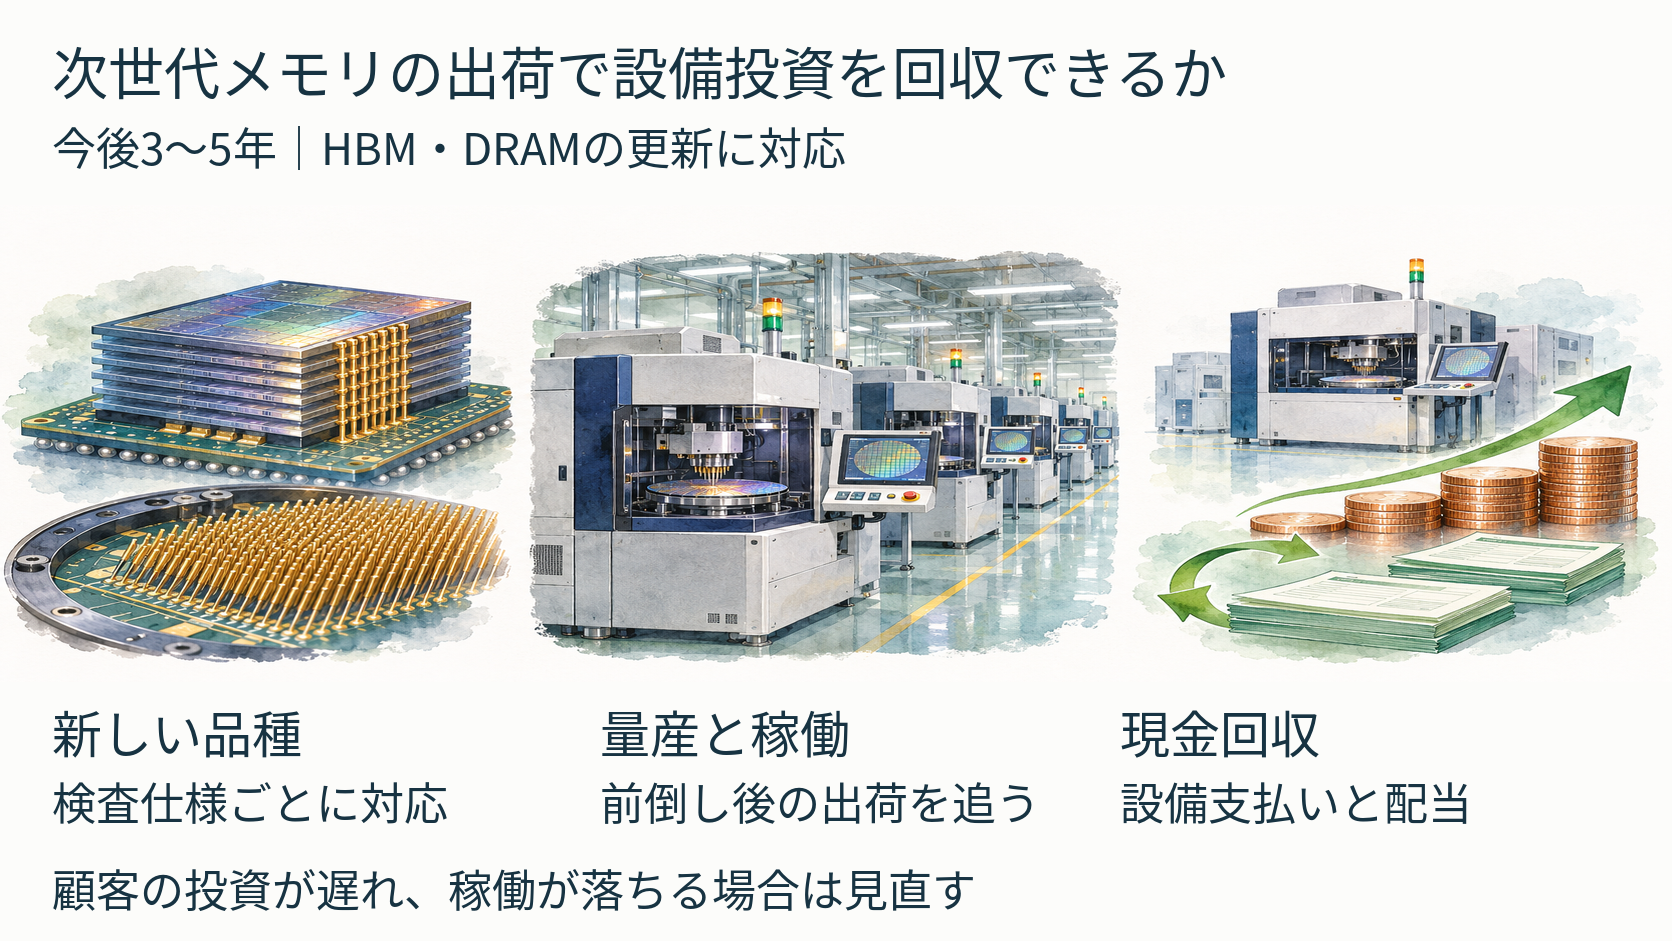 次世代メモリの出荷で設備投資を回収できるか
今後3〜5年｜HBM・DRAMの更新に対応
新しい品種
検査仕様ごとに対応
量産と稼働
前倒し後の出荷を追う
現金回収
設備支払いと配当
顧客の投資が遅れ、稼働が落ちる場合は見直す